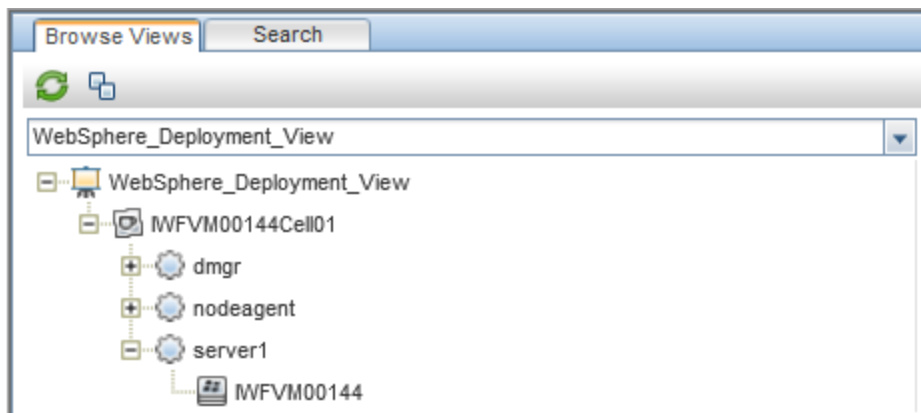 Browse Views
Search
WebSphere_Deployment_View
WebSphere_Deployment_View
IWFVM00144Cell01
dmgr
nodeagent
server1
IWFVM00144